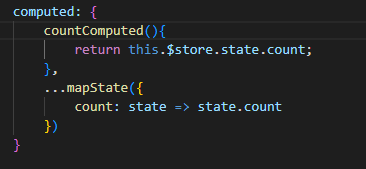 computed: {
    countComputed(){
        return this.$store.state.count;
    },
    ...mapState({
        count: state => state.count
    })
}